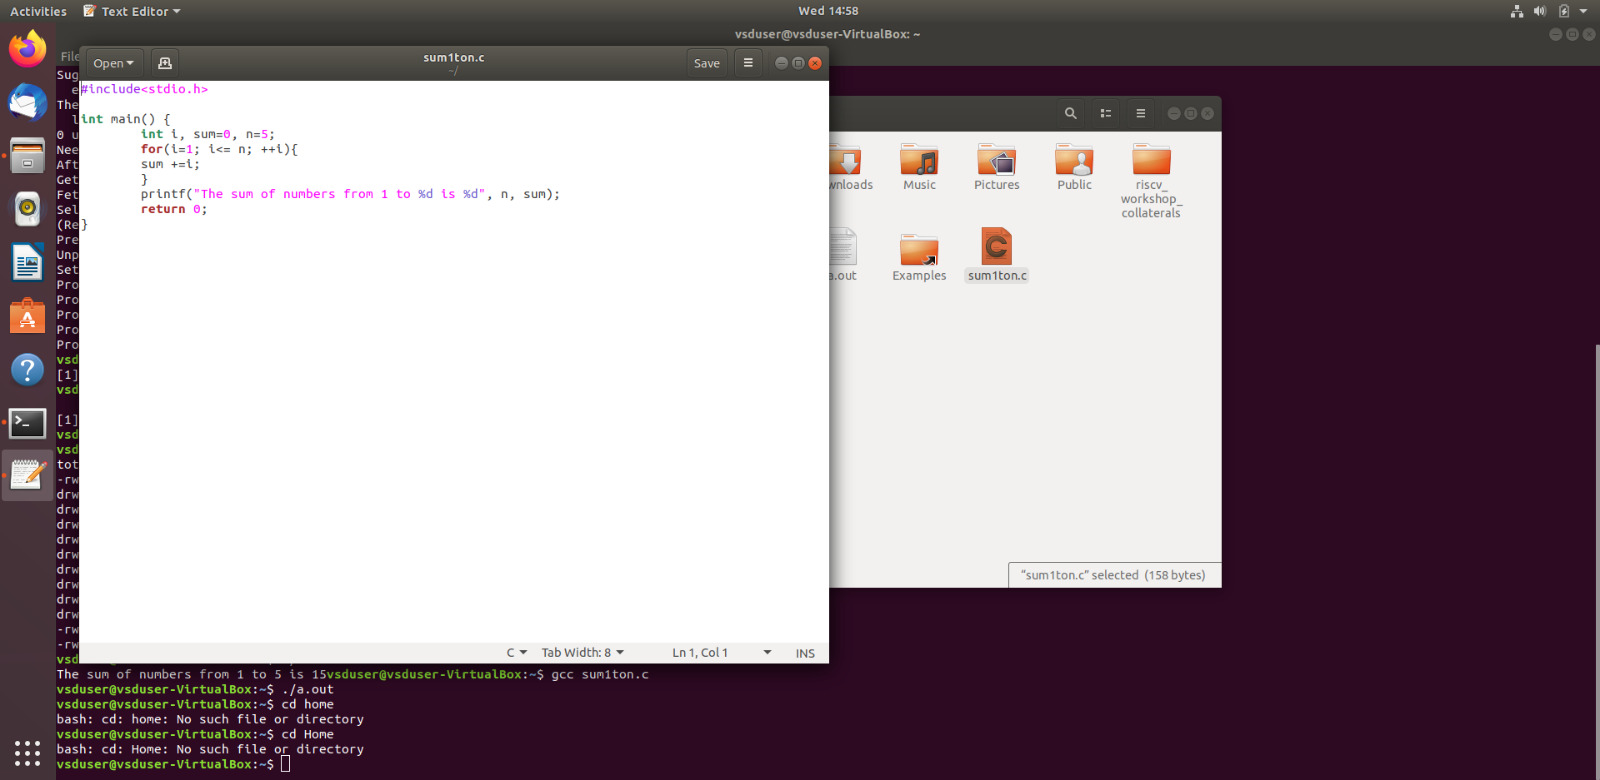 Activities
Text Editor
Wed 14:58
vsduser@vsduser-VirtualBox: ~
File
Open
sum1ton.c
~/
Save
#include<stdio.h>
int main() {
int i, sum=0, n=5;
for(i=1; i<= n; ++i){
sum +=i;
}
printf("The sum of numbers from 1 to %d is %d", n, sum);
return 0;
}
C
Tab Width: 8
Ln 1, Col 1
INS
wnloads
Music
Pictures
Public
riscv_
workshop_
collaterals
a.out
Examples
sum1ton.c
"sum1ton.c" selected (158 bytes)
Sug
e
The
l
0 u
Nee
Aft
Get
Fet
Sel
(Re
Pre
Unp
Set
Pro
Pro
Pro
Pro
Pro
vsd
[1]
vsd
[1]
vsd
vsd
tot
-rw
drw
drw
drw
drw
drw
drw
drw
drw
drw
-rw
-rw
vsd
The sum of numbers from 1 to 5 is 15vsduser@vsduser-VirtualBox:~$ gcc sum1ton.c
vsduser@vsduser-VirtualBox:~$ ./a.out
vsduser@vsduser-VirtualBox:~$ cd home
bash: cd: home: No such file or directory
vsduser@vsduser-VirtualBox:~$ cd Home
bash: cd: Home: No such file or directory
vsduser@vsduser-VirtualBox:~$